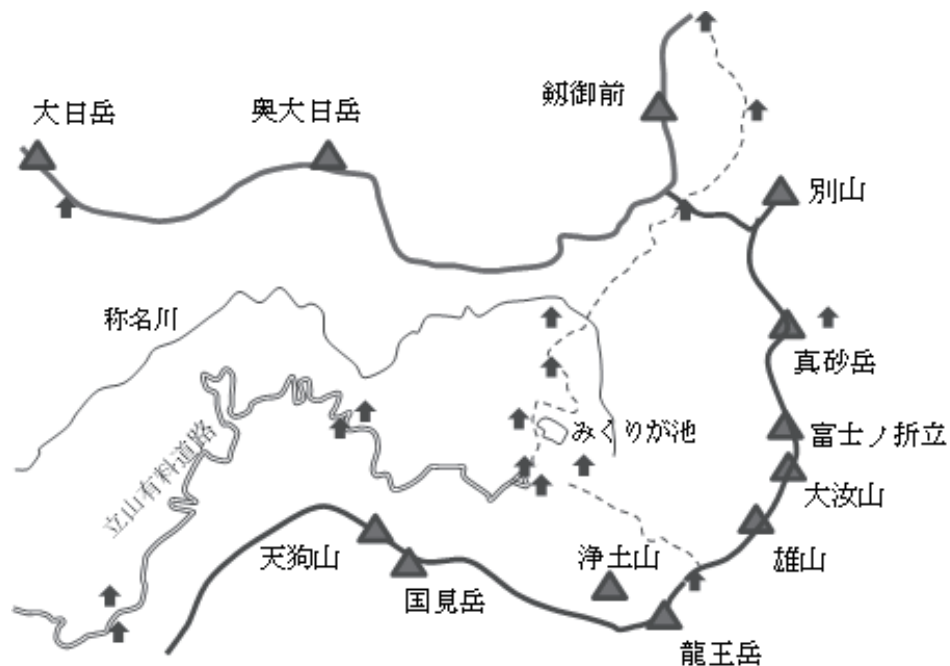 剱御前
大日岳
奥大日岳
別山
称名川
真砂岳
みくりが池
富士ノ折立
立山有料道路
大汝山
天狗山
浄土山
雄山
国見岳
龍王岳